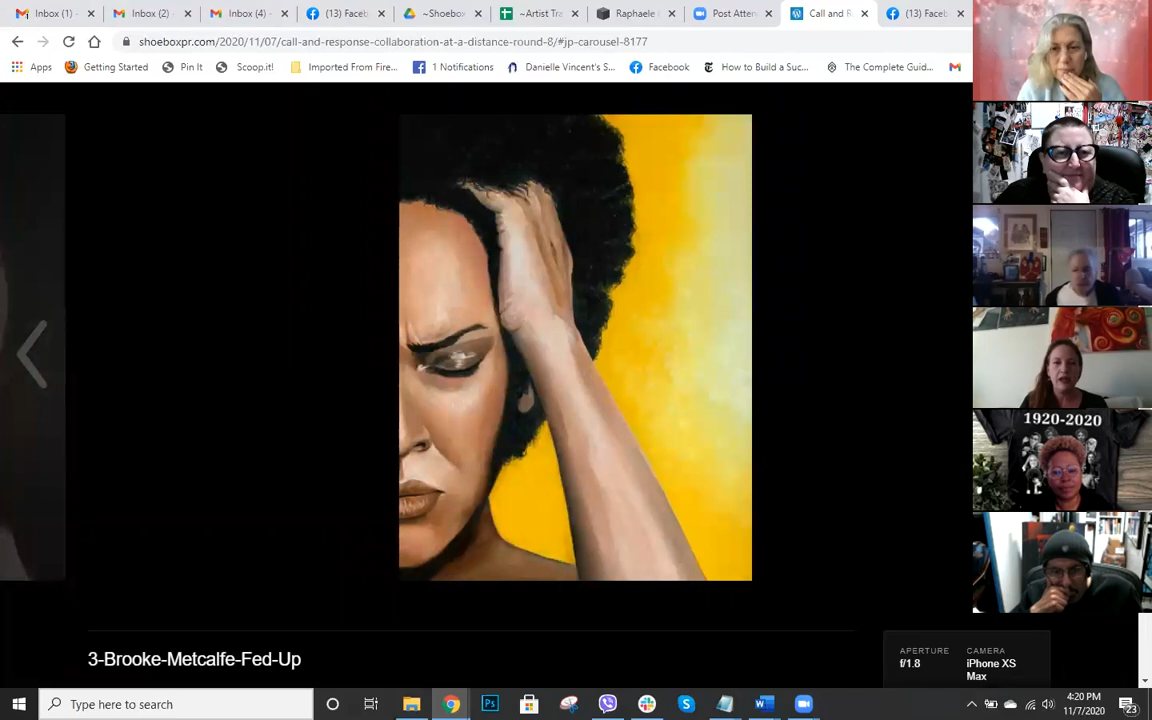 Inbox (1) -
Inbox (2) -
Inbox (4) -
(13) Faceb
~Shoebox
~Artist Tra
Raphaele
Post Atten
Call and R
(13) Faceb
shoeboxpr.com/2020/11/07/call-and-response-collaboration-at-a-distance-round-8/#jp-carousel-8177
Apps
Getting Started
Pin It
Scoop.it!
Imported From Fire...
1 Notifications
Danielle Vincent's S...
Facebook
How to Build a Suc...
The Complete Guid...
1920-2020
3-Brooke-Metcalfe-Fed-Up
APERTURE
f/1.8
CAMERA
iPhone XS
Max
Type here to search
4:20 PM
11/7/2020
23